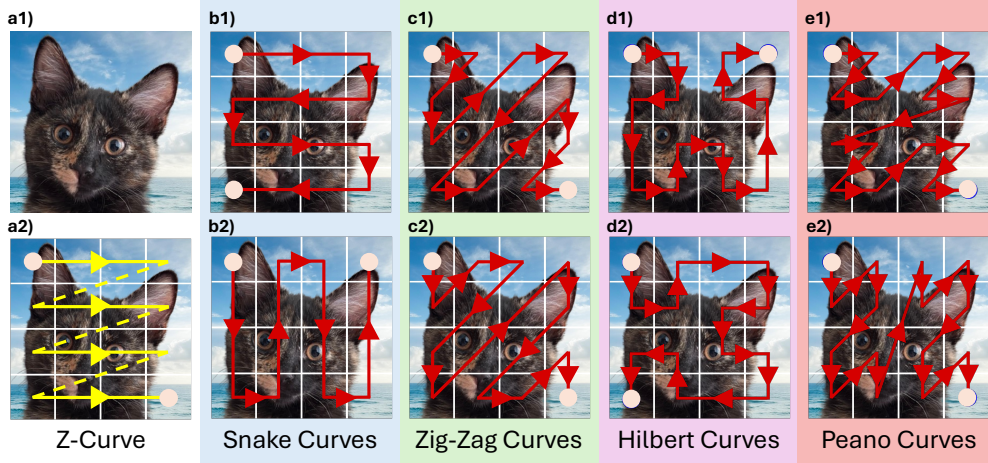 a1) b1) c1) d1) e1)
a2) b2) c2) d2) e2)
Z-Curve Snake Curves Zig-Zag Curves Hilbert Curves Peano Curves